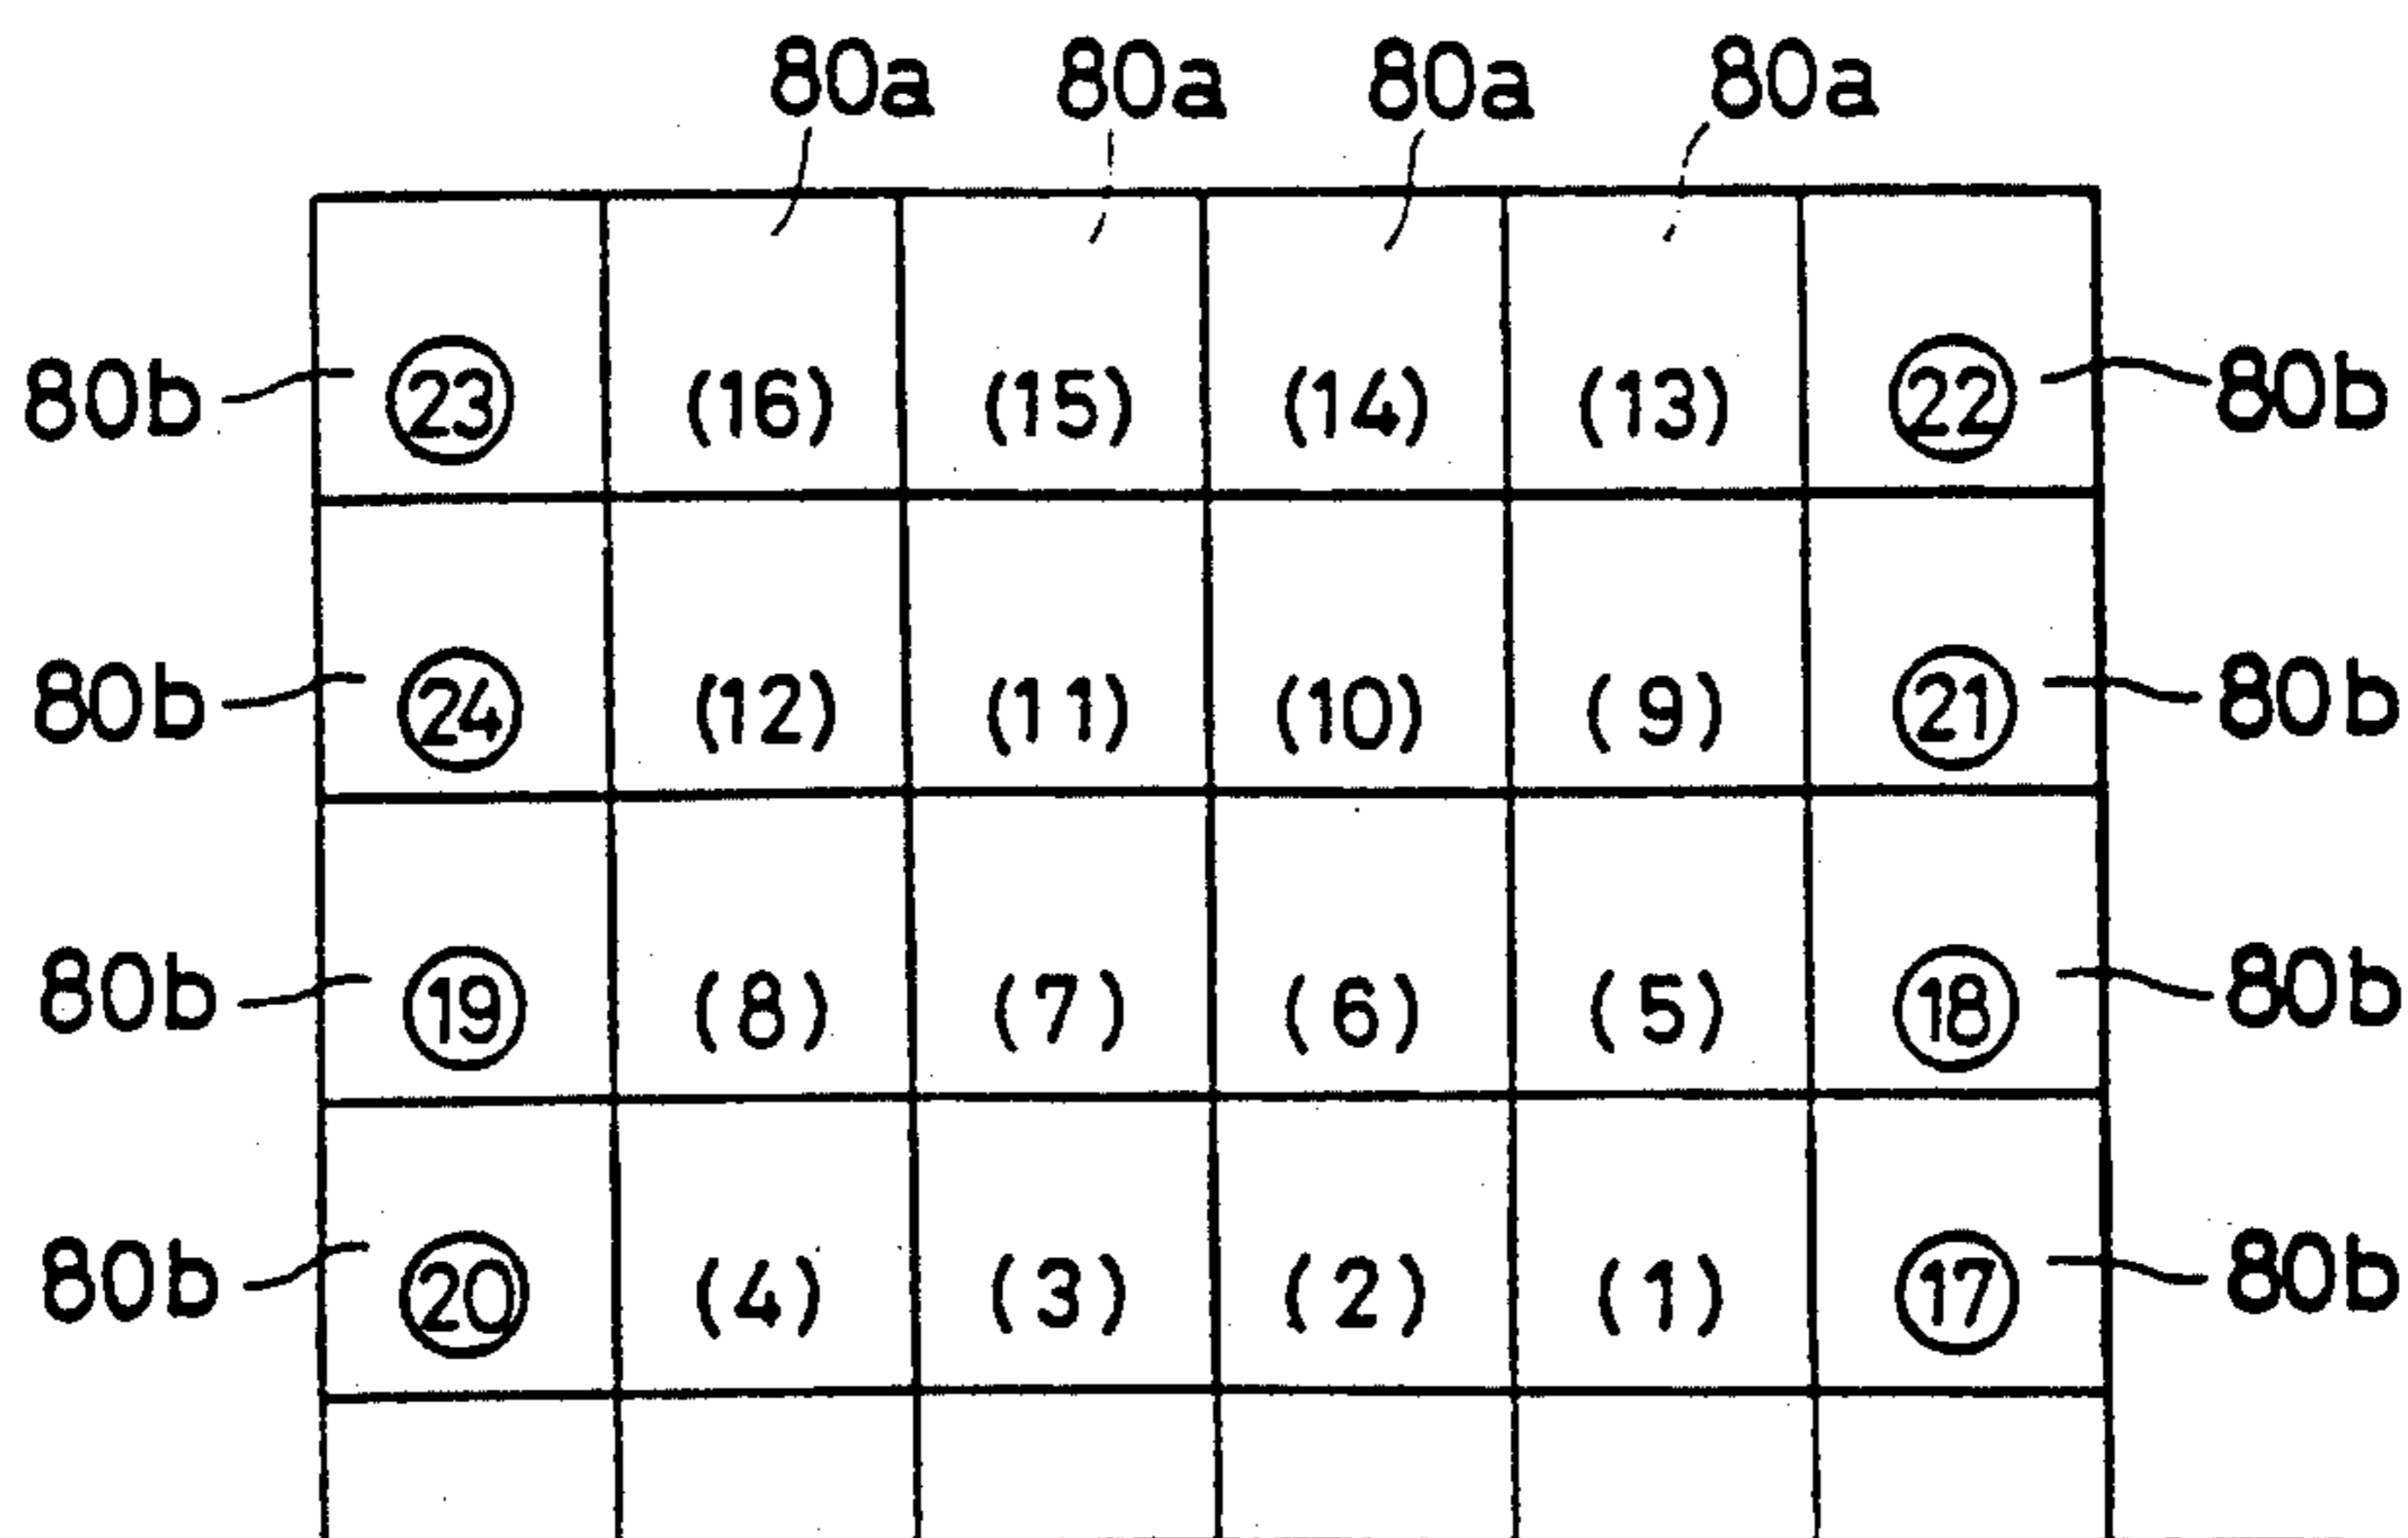 80a 80a 80a 80a
80b ㉓ (16) (15) (14) (13) ㉒ 80b
80b ㉔ (12) (11) (10) (9) ㉑ 80b
80b ⑲ (8) (7) (6) (5) ⑱ 80b
80b ⑳ (4) (3) (2) (1) ⑰ 80b